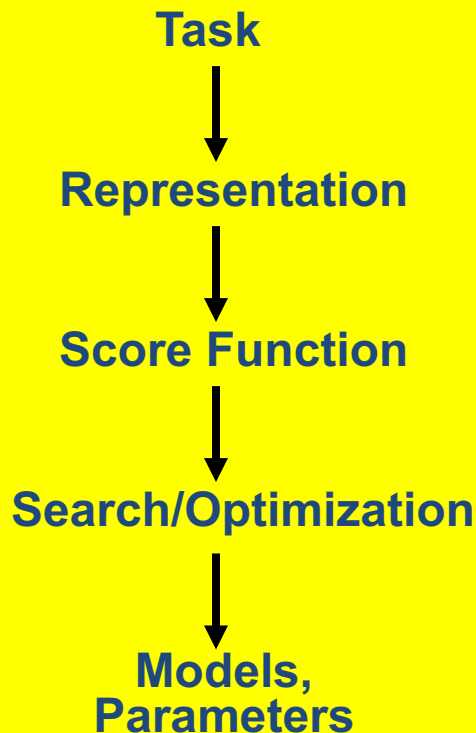 Task
Representation
Score Function
Search/Optimization
Models,
Parameters